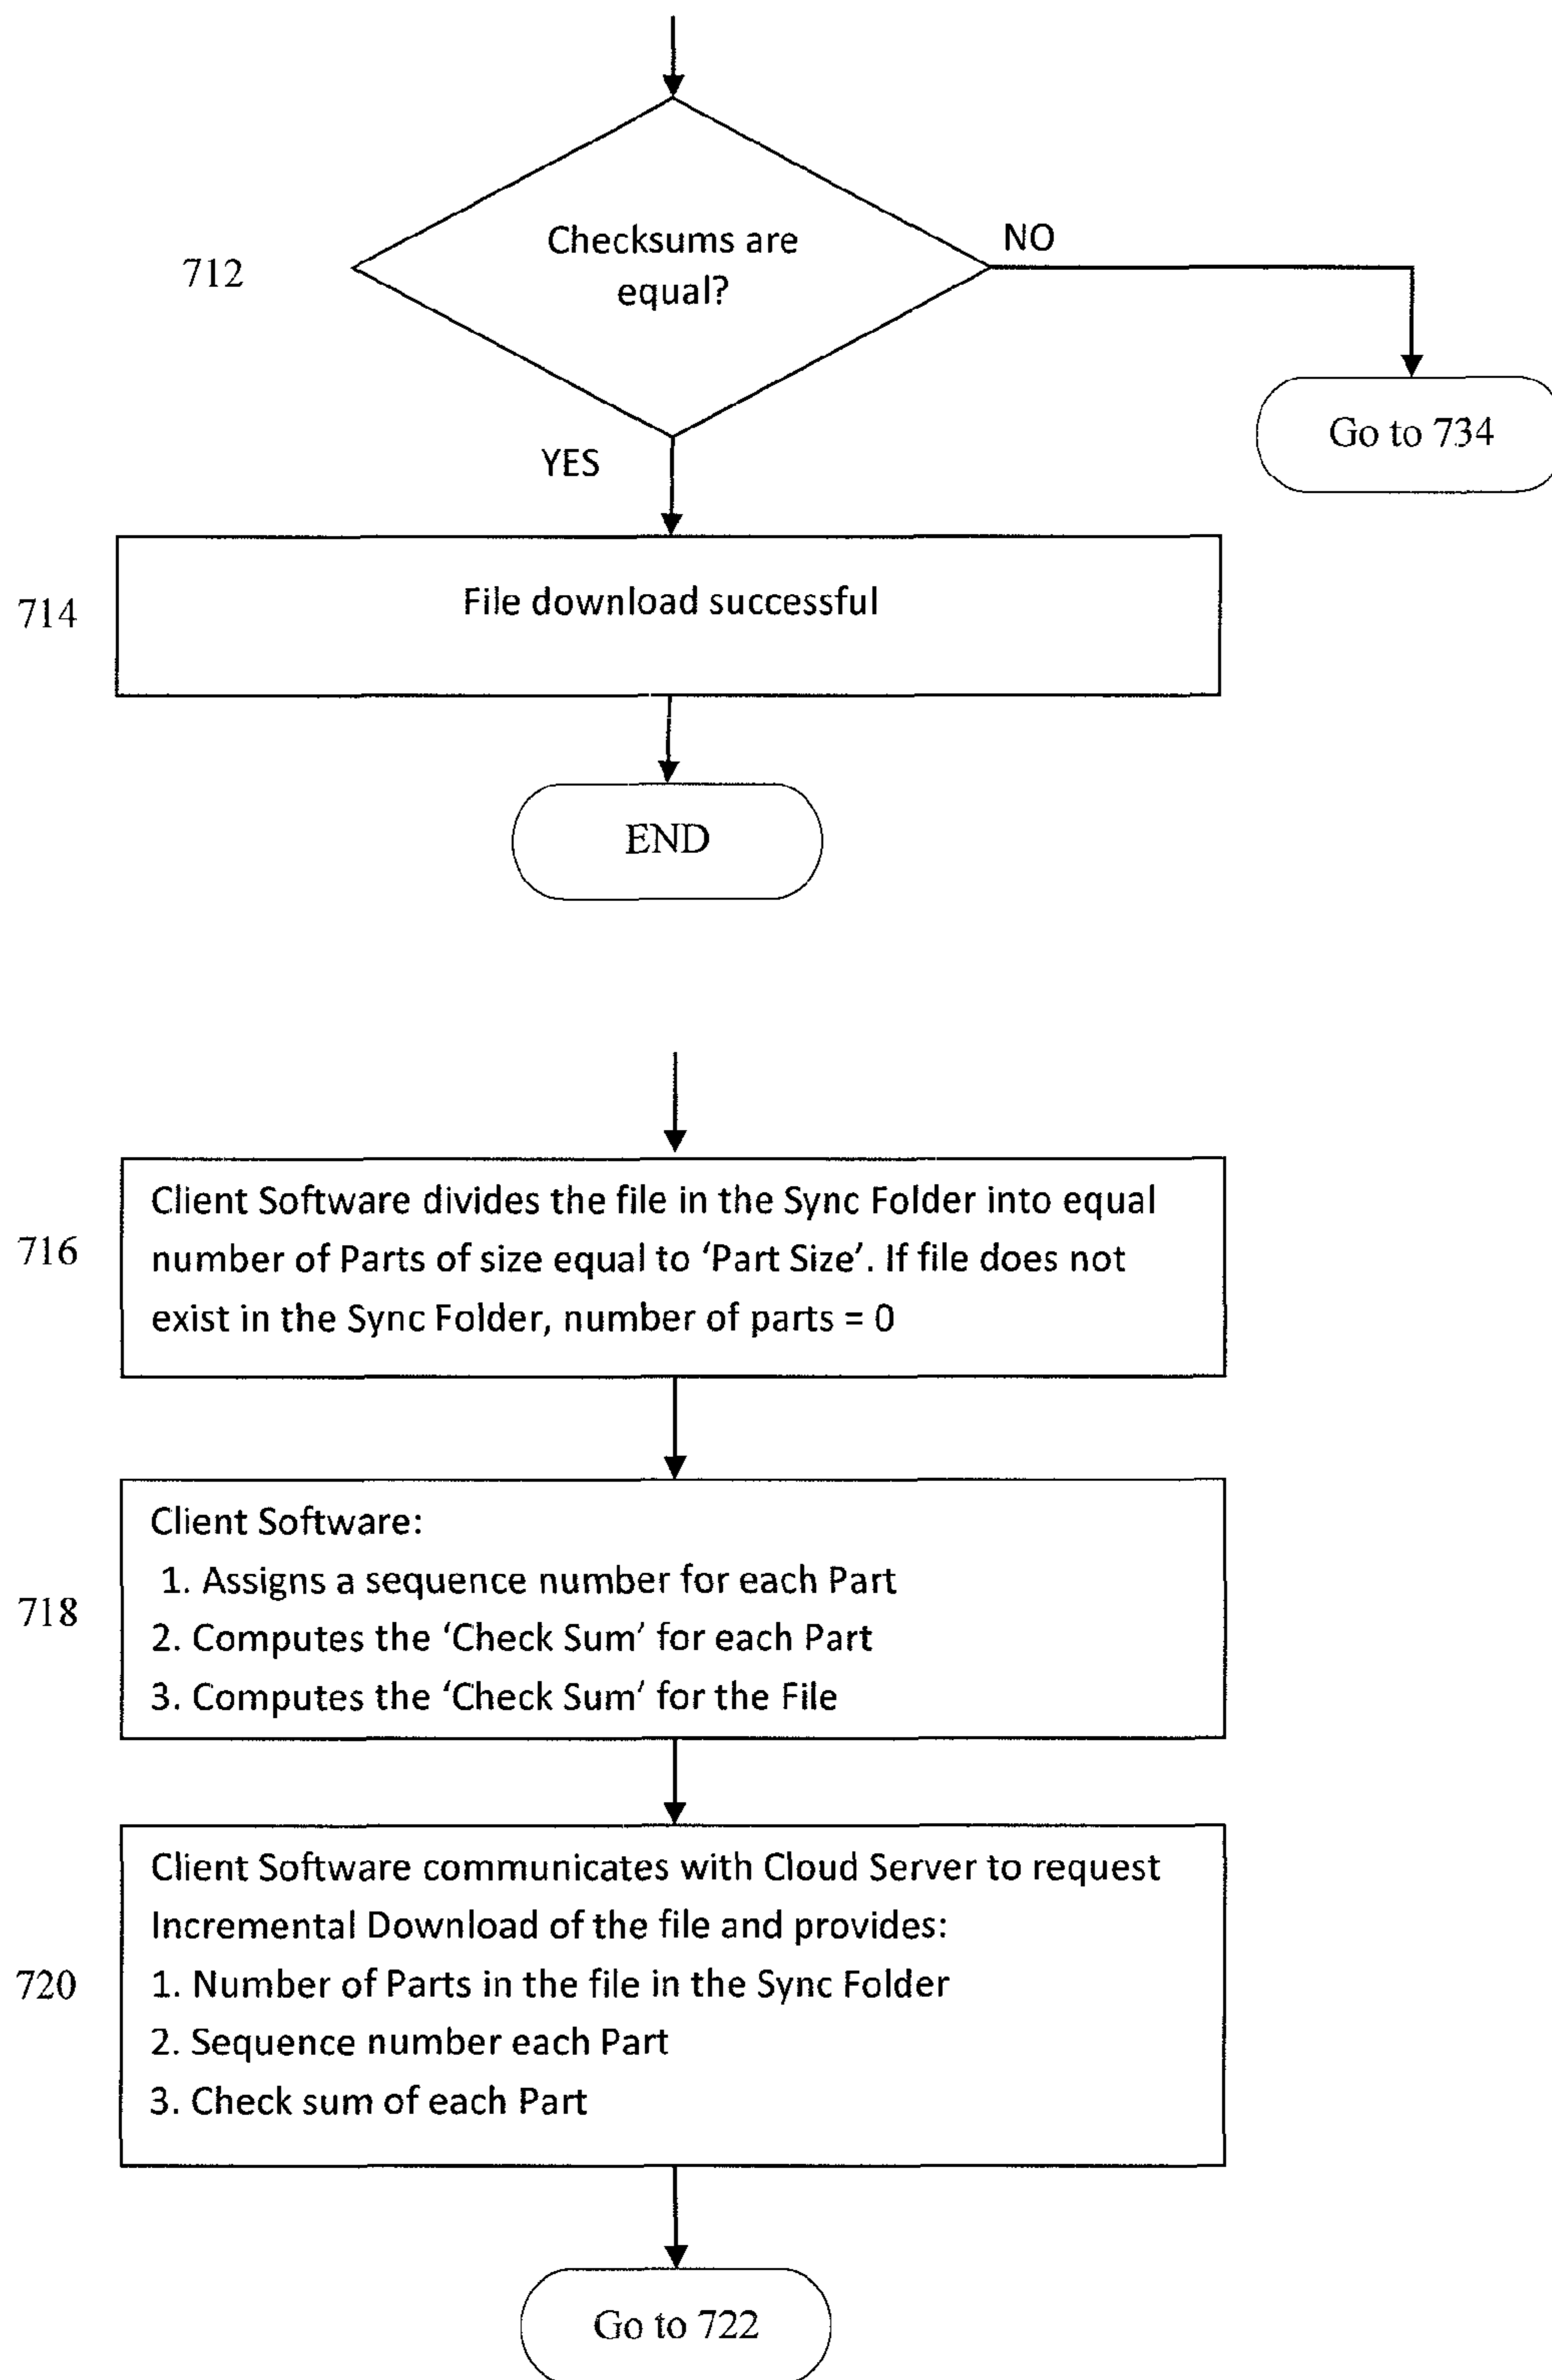 NO
712
Checksums are
equal?
Go to 734
YES
714
File download successful
END
716
Client Software divides the file in the Sync Folder into equal
number of Parts of size equal to ‘Part Size’. If file does not
exist in the Sync Folder, number of parts = 0
718
Client Software:
1. Assigns a sequence number for each Part
2. Computes the ‘Check Sum’ for each Part
3. Computes the ‘Check Sum’ for the File
720
Client Software communicates with Cloud Server to request
Incremental Download of the file and provides:
1. Number of Parts in the file in the Sync Folder
2. Sequence number each Part
3. Check sum of each Part
Go to 722